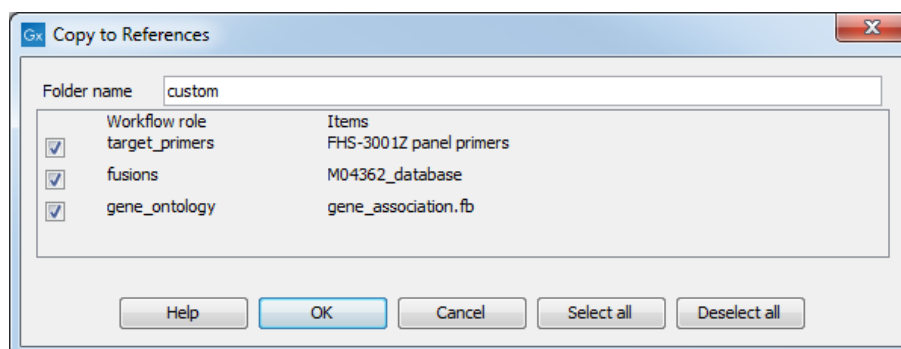 Gx Copy to References
Folder name custom
Workflow role Items
target_primers FHS-3001Z panel primers
fusions M04362_database
gene_ontology gene_association.fb
Help OK Cancel Select all Deselect all